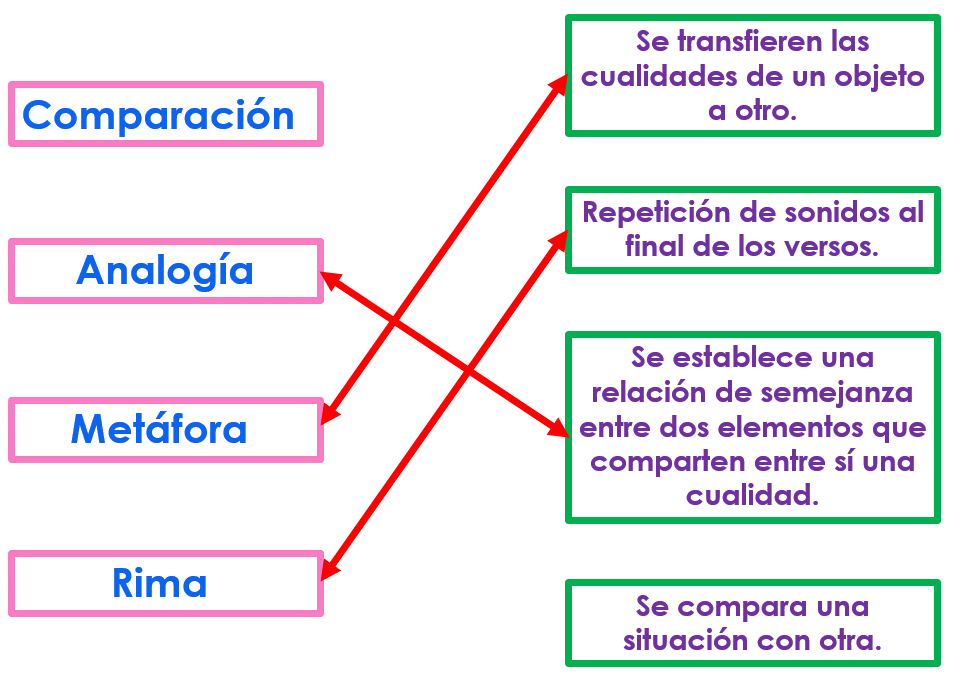 Comparación
Analogía
Metáfora
Rima
Se transfieren las
cualidades de un objeto
a otro.
Repetición de sonidos al
final de los versos.
Se establece una
relación de semejanza
entre dos elementos que
comparten entre sí una
cualidad.
Se compara una
situación con otra.